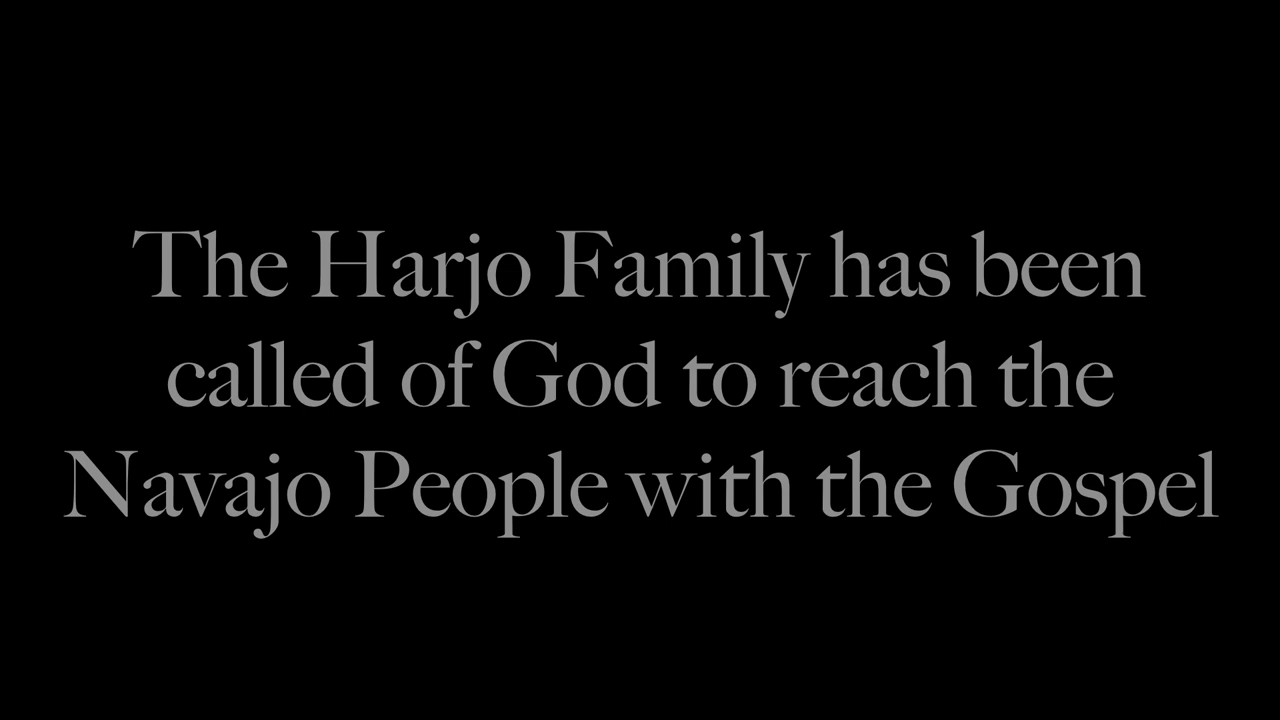 The Harjo Family has been
called of God to reach the
Navajo People with the Gospel